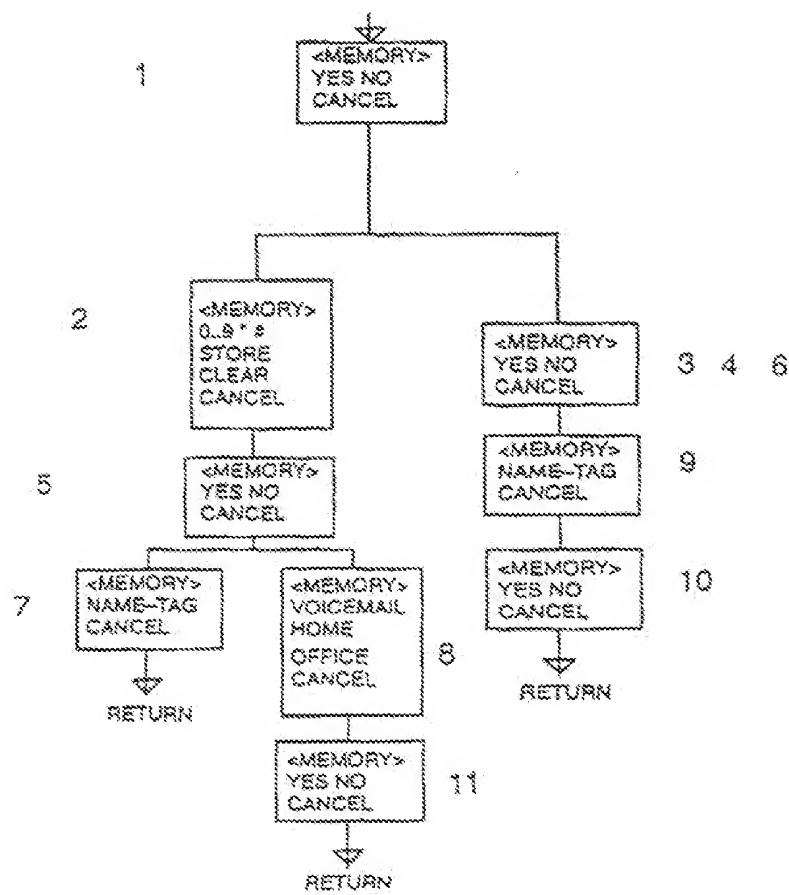 1
<MEMORY>
YES NO
CANCEL
2
<MEMORY>
0..9 * #
STORE
CLEAR
CANCEL
<MEMORY>
YES NO
CANCEL
3 4 6
5
<MEMORY>
YES NO
CANCEL
<MEMORY>
NAME-TAG
CANCEL
9
7
<MEMORY>
NAME-TAG
CANCEL
RETURN
<MEMORY>
VOICEMAIL
HOME
OFFICE
CANCEL
8
<MEMORY>
YES NO
CANCEL
10
RETURN
<MEMORY>
YES NO
CANCEL
11
RETURN